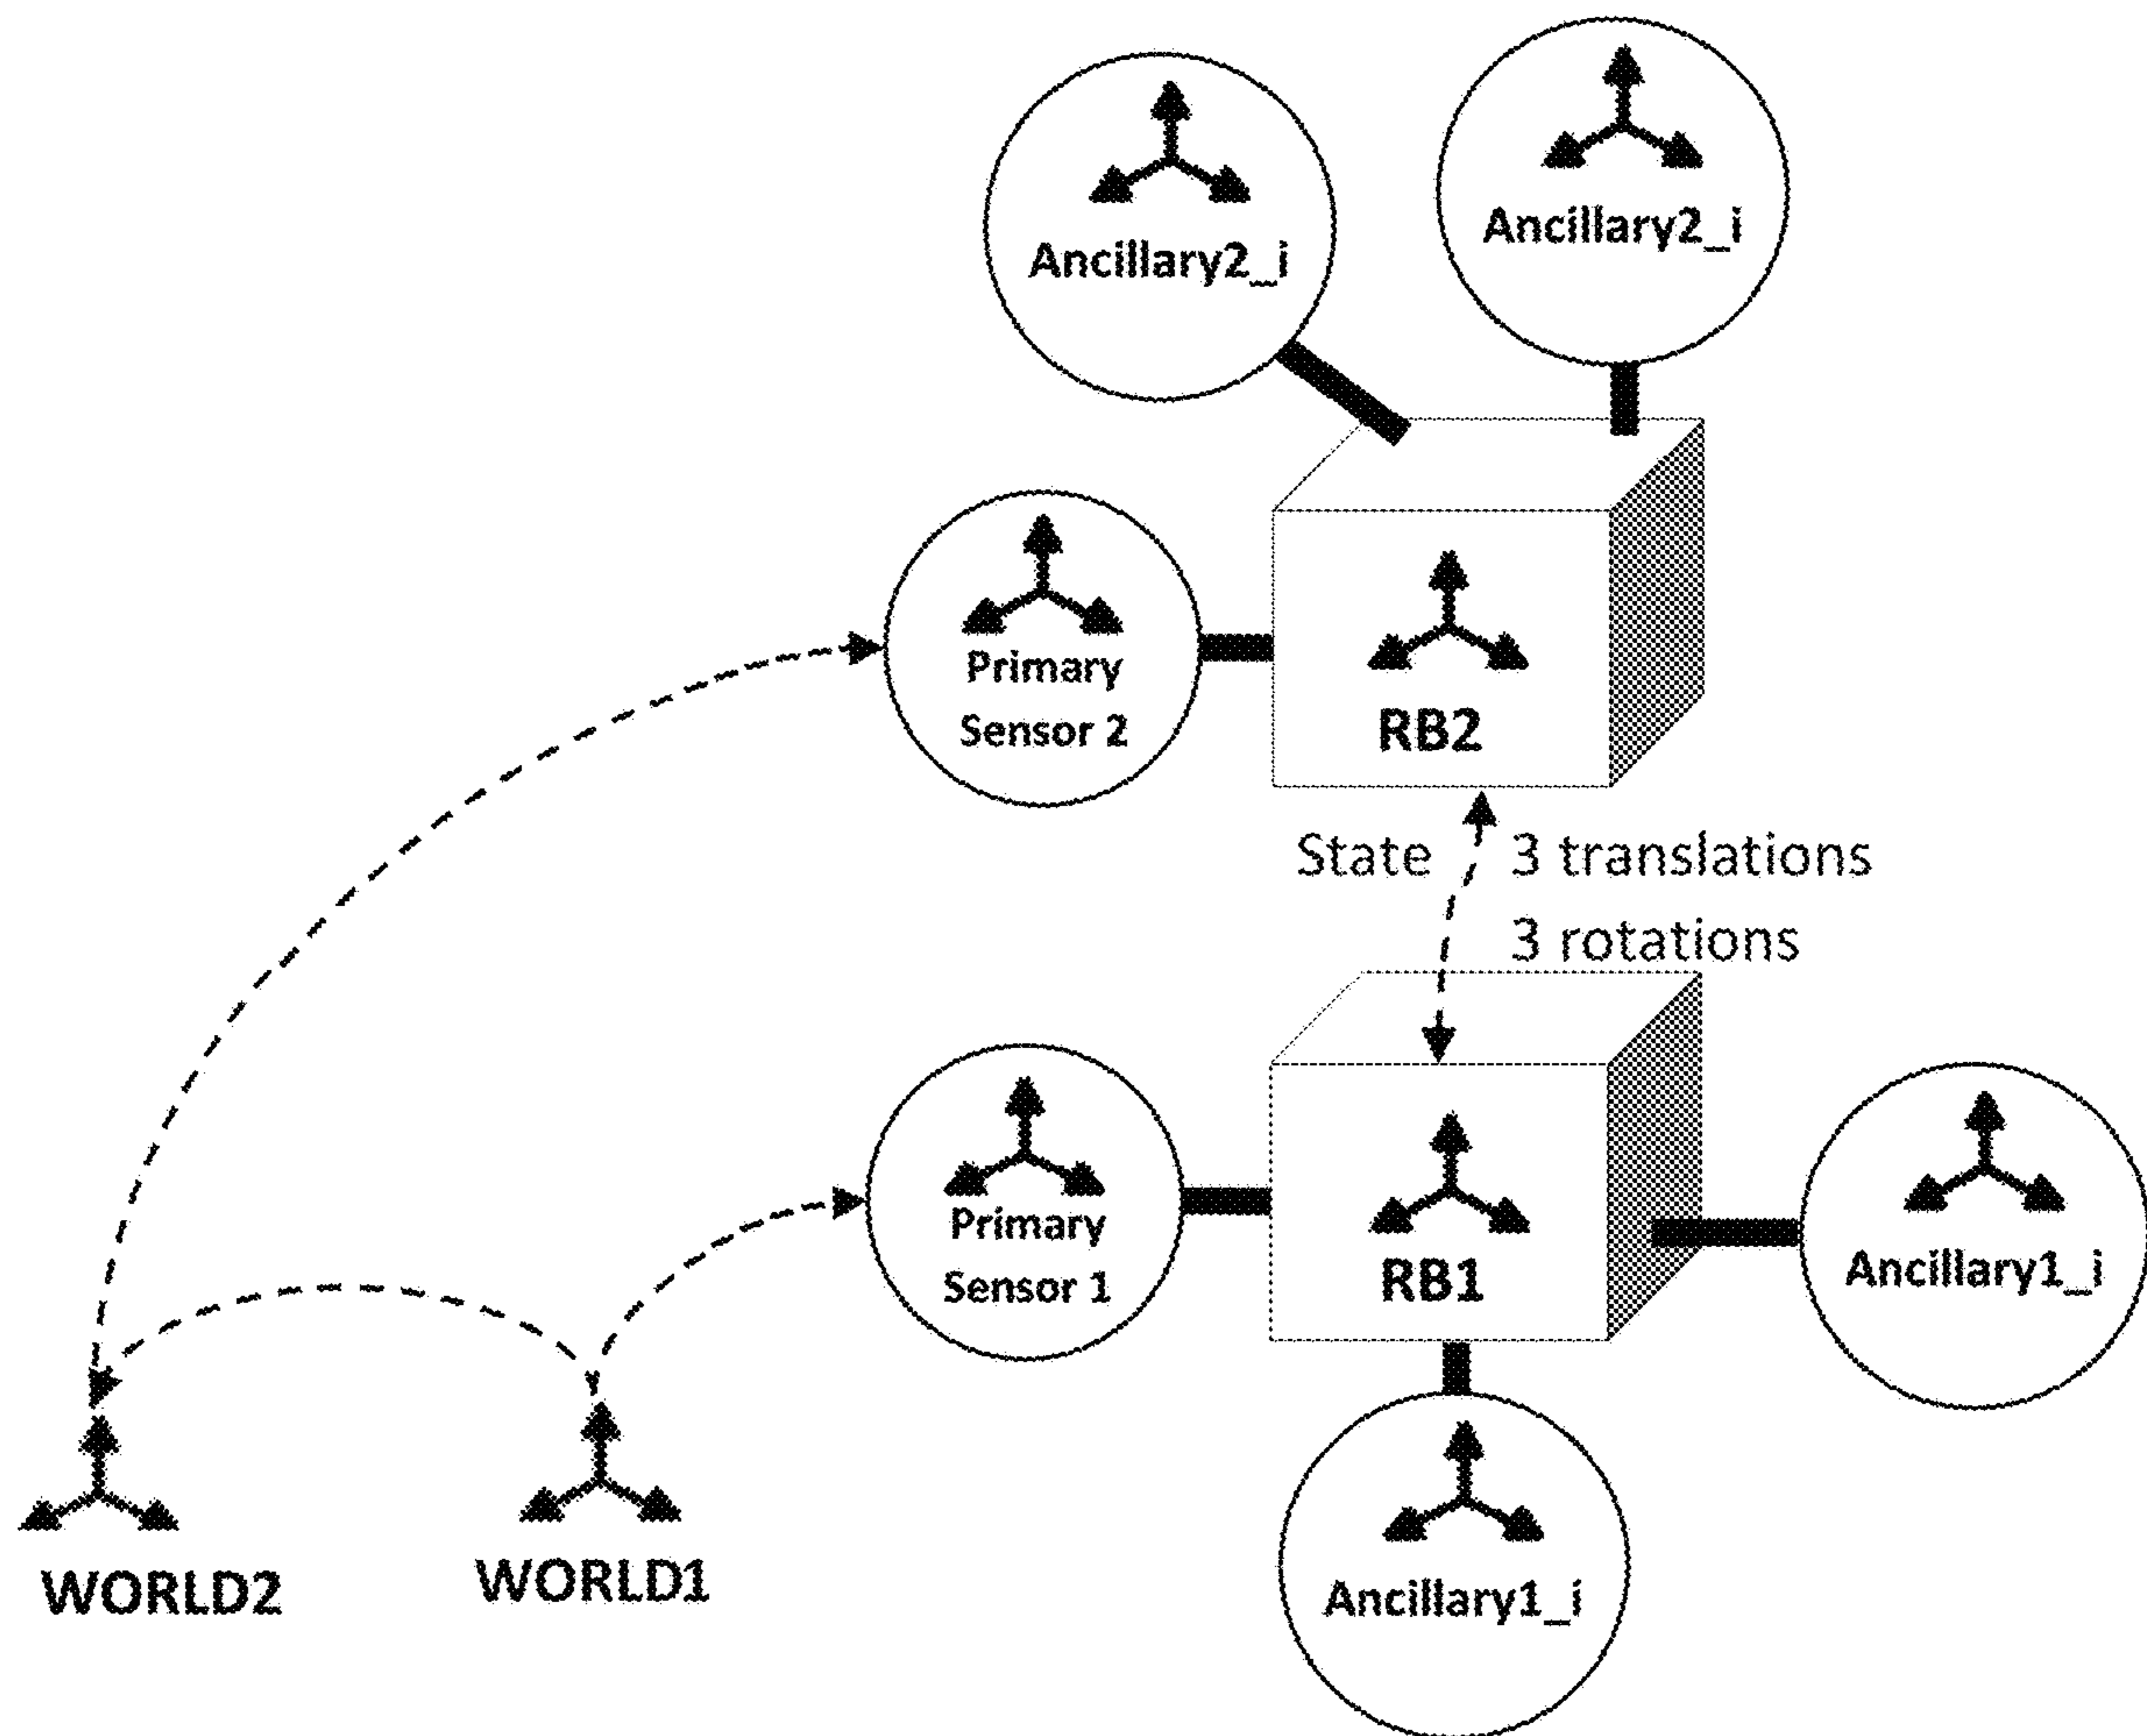 Ancillary2_i
Ancillary2_i
Primary
Sensor 2
RB2
State
3 translations
3 rotations
Primary
Sensor 1
RB1
Ancillary1_i
WORLD2
WORLD1
Ancillary1_i